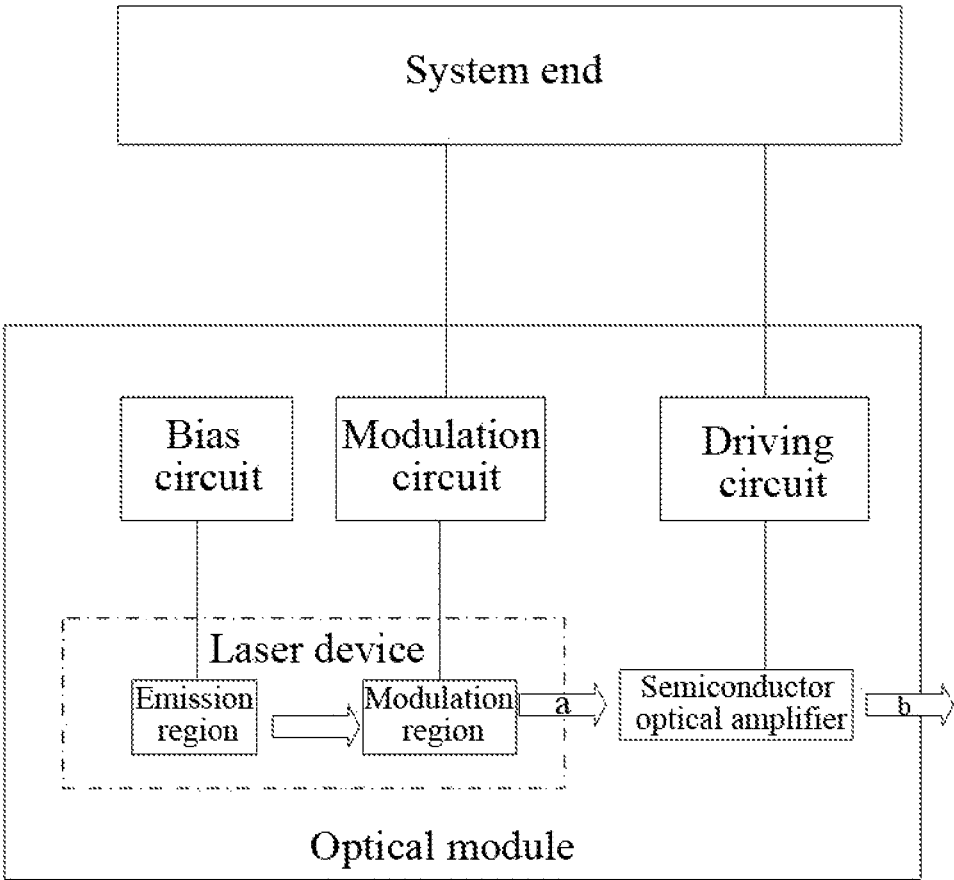 System end
Bias
circuit
Modulation
circuit
Driving
circuit
Laser device
Emission
region
Modulation
region
a
Semiconductor
optical amplifier
b
Optical module